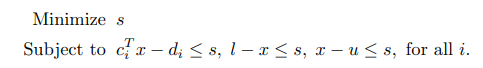 Minimize s
Subject to c_i^T x − d_i ≤ s, l − x ≤ s, x − u ≤ s, for all i.